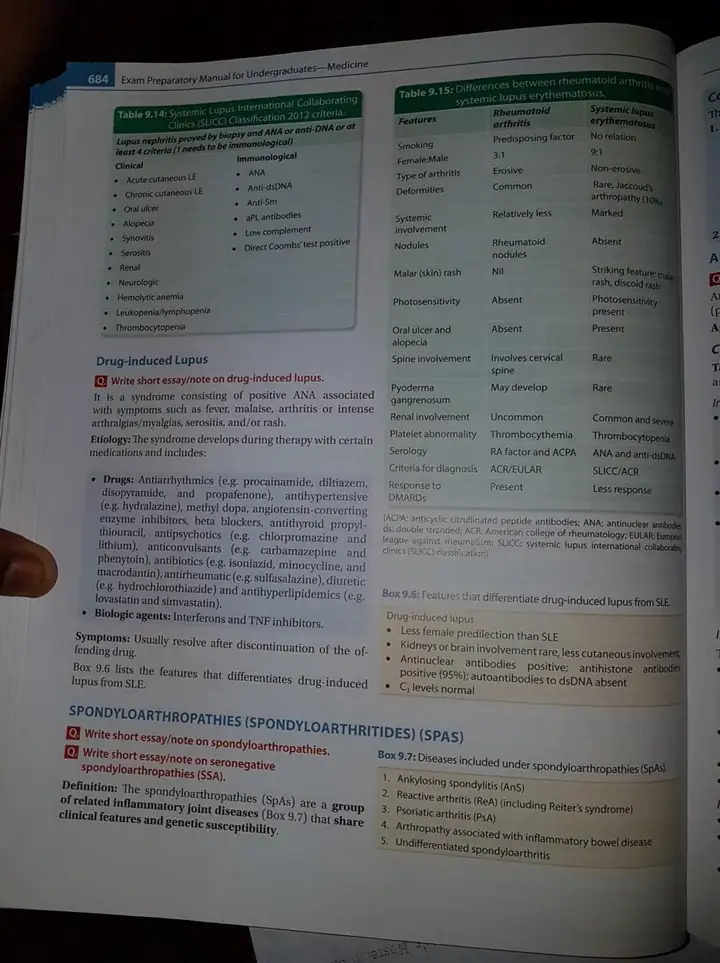 684 Exam Preparatory Manual for Undergraduates—Medicine
Table 9.14: Systemic Lupus International Collaborating
Clinics (SLICC) Classification 2012 criteria.
Lupus nephritis proved by biopsy and ANA or anti-DNA or at
least 4 criteria (1 needs to be immunological)
Clinical Immunological
• Acute cutaneous LE • ANA
• Chronic cutaneous LE • Anti-dsDNA
• Oral ulcer • Anti-Sm
• Alopecia • aPL antibodies
• Synovitis • Low complement
• Serositis • Direct Coombs' test positive
• Renal
• Neurologic
• Hemolytic anemia
• Leukopenia/lymphopenia
• Thrombocytopenia
Drug-induced Lupus
Q. Write short essay/note on drug-induced lupus.
It is a syndrome consisting of positive ANA associated
with symptoms such as fever, malaise, arthritis or intense
arthralgias/myalgias, serositis, and/or rash.
Etiology: The syndrome develops during therapy with certain
medications and includes:
• Drugs: Antiarrhythmics (e.g. procainamide, diltiazem,
disopyramide, and propafenone), antihypertensive
(e.g. hydralazine), methyl dopa, angiotensin-converting
enzyme inhibitors, beta blockers, antithyroid propyl-
thiouracil, antipsychotics (e.g. chlorpromazine and
lithium), anticonvulsants (e.g. carbamazepine and
phenytoin), antibiotics (e.g. isoniazid, minocycline, and
macrodantin), antirheumatic (e.g. sulfasalazine), diuretic
(e.g. hydrochlorothiazide) and antihyperlipidemics (e.g.
lovastatin and simvastatin).
• Biologic agents: Interferons and TNF inhibitors.
Symptoms: Usually resolve after discontinuation of the of-
fending drug.
Box 9.6 lists the features that differentiates drug-induced
lupus from SLE.
Table 9.15: Differences between rheumatoid arthritis and
systemic lupus erythematosus.
Features Rheumatoid arthritis Systemic lupus erythematosus
Smoking Predisposing factor No relation
Female:Male 3:1 9:1
Type of arthritis Erosive Non-erosive
Deformities Common Rare, Jaccoud's
arthropathy (10%)
Systemic Relatively less Marked
involvement
Nodules Rheumatoid Absent
nodules
Malar (skin) rash Nil Striking feature: malar
rash, discoid rash
Photosensitivity Absent Photosensitivity
present
Oral ulcer and Absent Present
alopecia
Spine involvement Involves cervical Rare
spine
Pyoderma May develop Rare
gangrenosum
Renal involvement Uncommon Common and severe
Platelet abnormality Thrombocythemia Thrombocytopenia
Serology RA factor and ACPA ANA and anti-dsDNA
Criteria for diagnosis ACR/EULAR SLICC/ACR
Response to Present Less response
DMARDs
(ACPA: anticyclic citrullinated peptide antibodies; ANA: antinuclear antibodies;
ds: double stranded; ACR: American college of rheumatology; EULAR: European
league against rheumatism; SLICC: systemic lupus international collaborating
clinics (SLICC) classification)
Box 9.6: Features that differentiate drug-induced lupus from SLE.
Drug-induced lupus
• Less female predilection than SLE
• Kidneys or brain involvement rare, less cutaneous involvement
• Antinuclear antibodies positive; antihistone antibodies
positive (95%); autoantibodies to dsDNA absent
• C₃ levels normal
SPONDYLOARTHROPATHIES (SPONDYLOARTHRITIDES) (SPAS)
Q. Write short essay/note on spondyloarthropathies.
Q. Write short essay/note on seronegative
spondyloarthropathies (SSA).
Definition: The spondyloarthropathies (SpAs) are a group
of related inflammatory joint diseases (Box 9.7) that share
clinical features and genetic susceptibility.
Box 9.7: Diseases included under spondyloarthropathies (SpAs).
1. Ankylosing spondylitis (AnS)
2. Reactive arthritis (ReA) (including Reiter's syndrome)
3. Psoriatic arthritis (PsA)
4. Arthropathy associated with inflammatory bowel disease
5. Undifferentiated spondyloarthritis